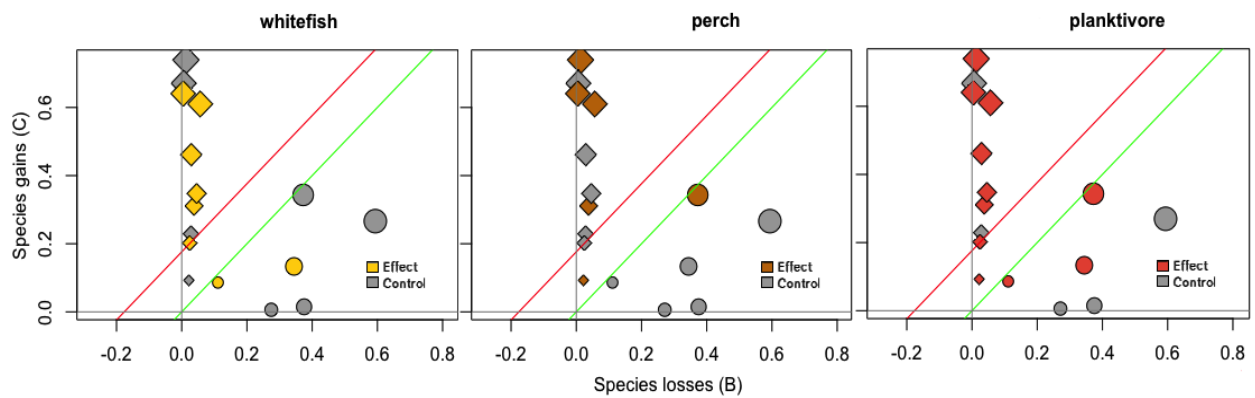 whitefish
perch
planktivore
Species gains (C)
0.0 0.2 0.4 0.6
Effect
Control
Effect
Control
Effect
Control
-0.2 0.0 0.2 0.4 0.6 0.8
-0.2 0.0 0.2 0.4 0.6 0.8
-0.2 0.0 0.2 0.4 0.6 0.8
Species losses (B)